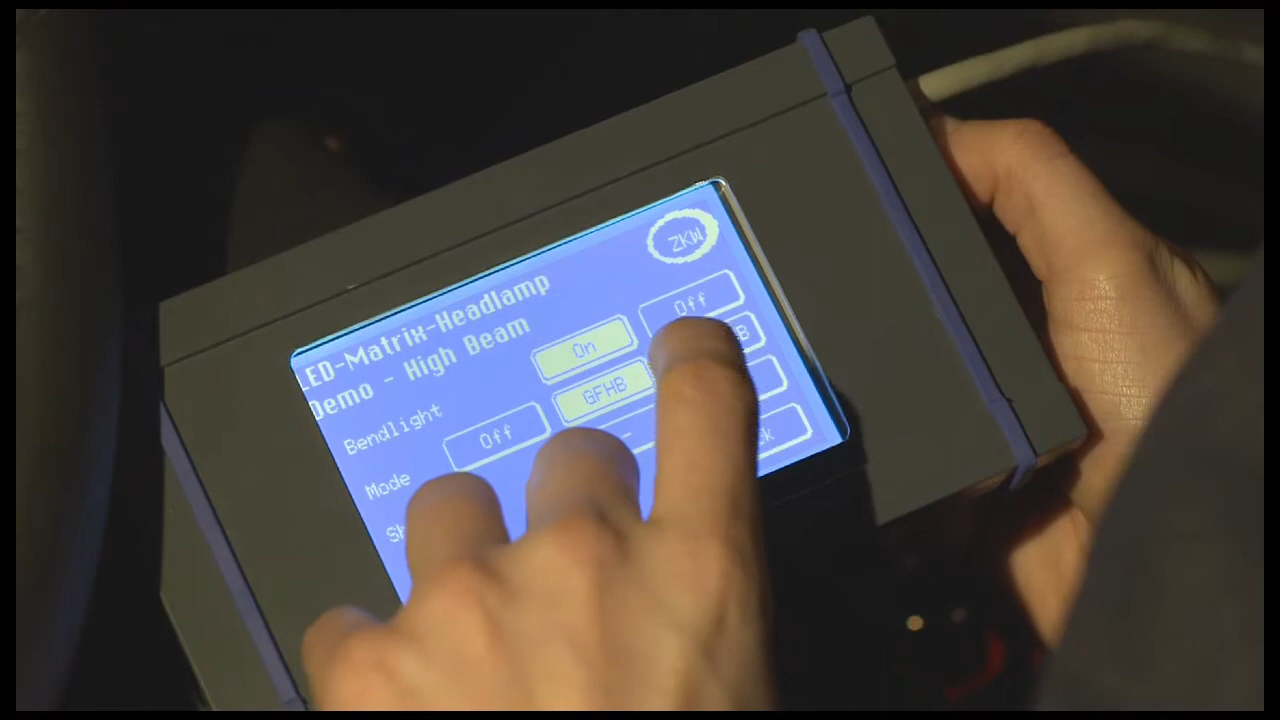 ZKW
LED-Matrix-Headlamp
Demo - High Beam
Bendlight On Off
Mode Off GFHB